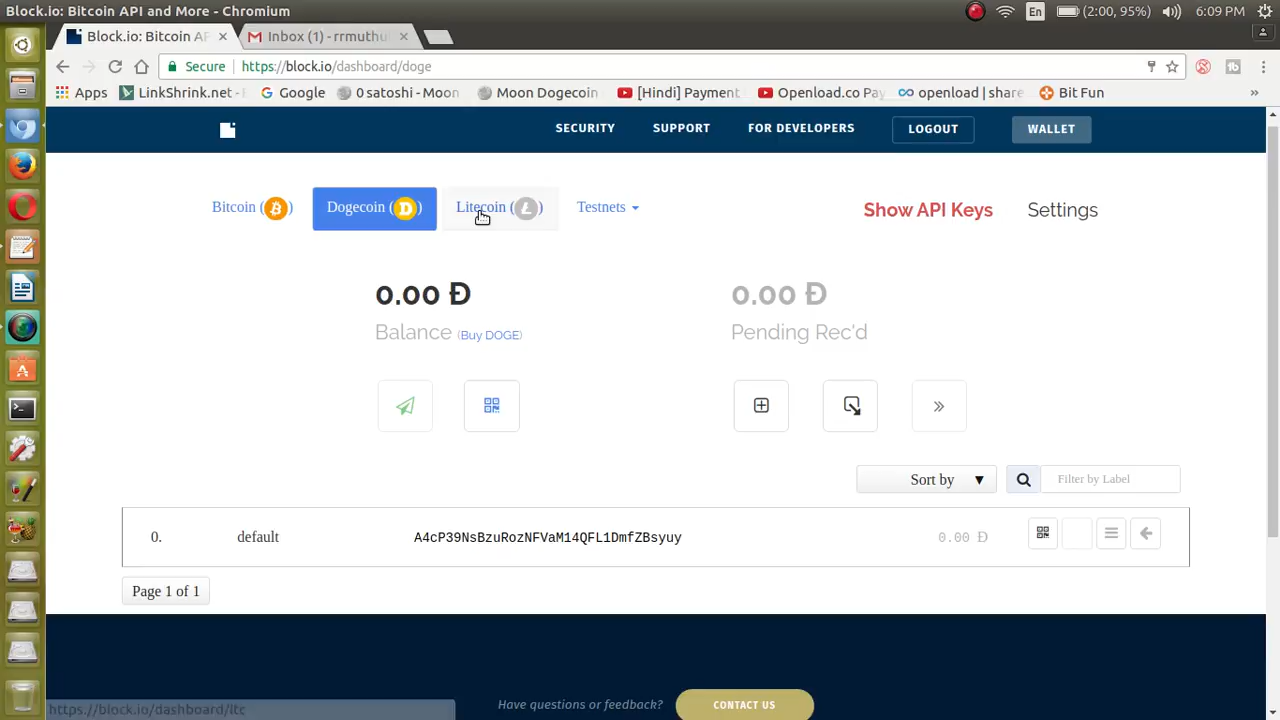 Block.io: Bitcoin API and More - Chromium
En (2:00, 95%) 6:09 PM
Block.io: Bitcoin AP × Inbox (1) - rrmuthu ×
Secure https://block.io/dashboard/doge
Apps LinkShrink.net - Google 0 satoshi - Moon Moon Dogecoin [Hindi] Payment Openload.co Pay openload | share Bit Fun »
SECURITY SUPPORT FOR DEVELOPERS LOGOUT WALLET
Bitcoin ( ) Dogecoin ( ) Litecoin ( ) Testnets Show API Keys Settings
0.00 Ð 0.00 Ð
Balance (Buy DOGE) Pending Rec'd
Sort by ▼ Filter by Label
0. default A4cP39NsBzuRozNFVaM14QFL1DmfZBsyuy 0.00 Ð
Page 1 of 1
Have questions or feedback? CONTACT US
https://block.io/dashboard/ltc